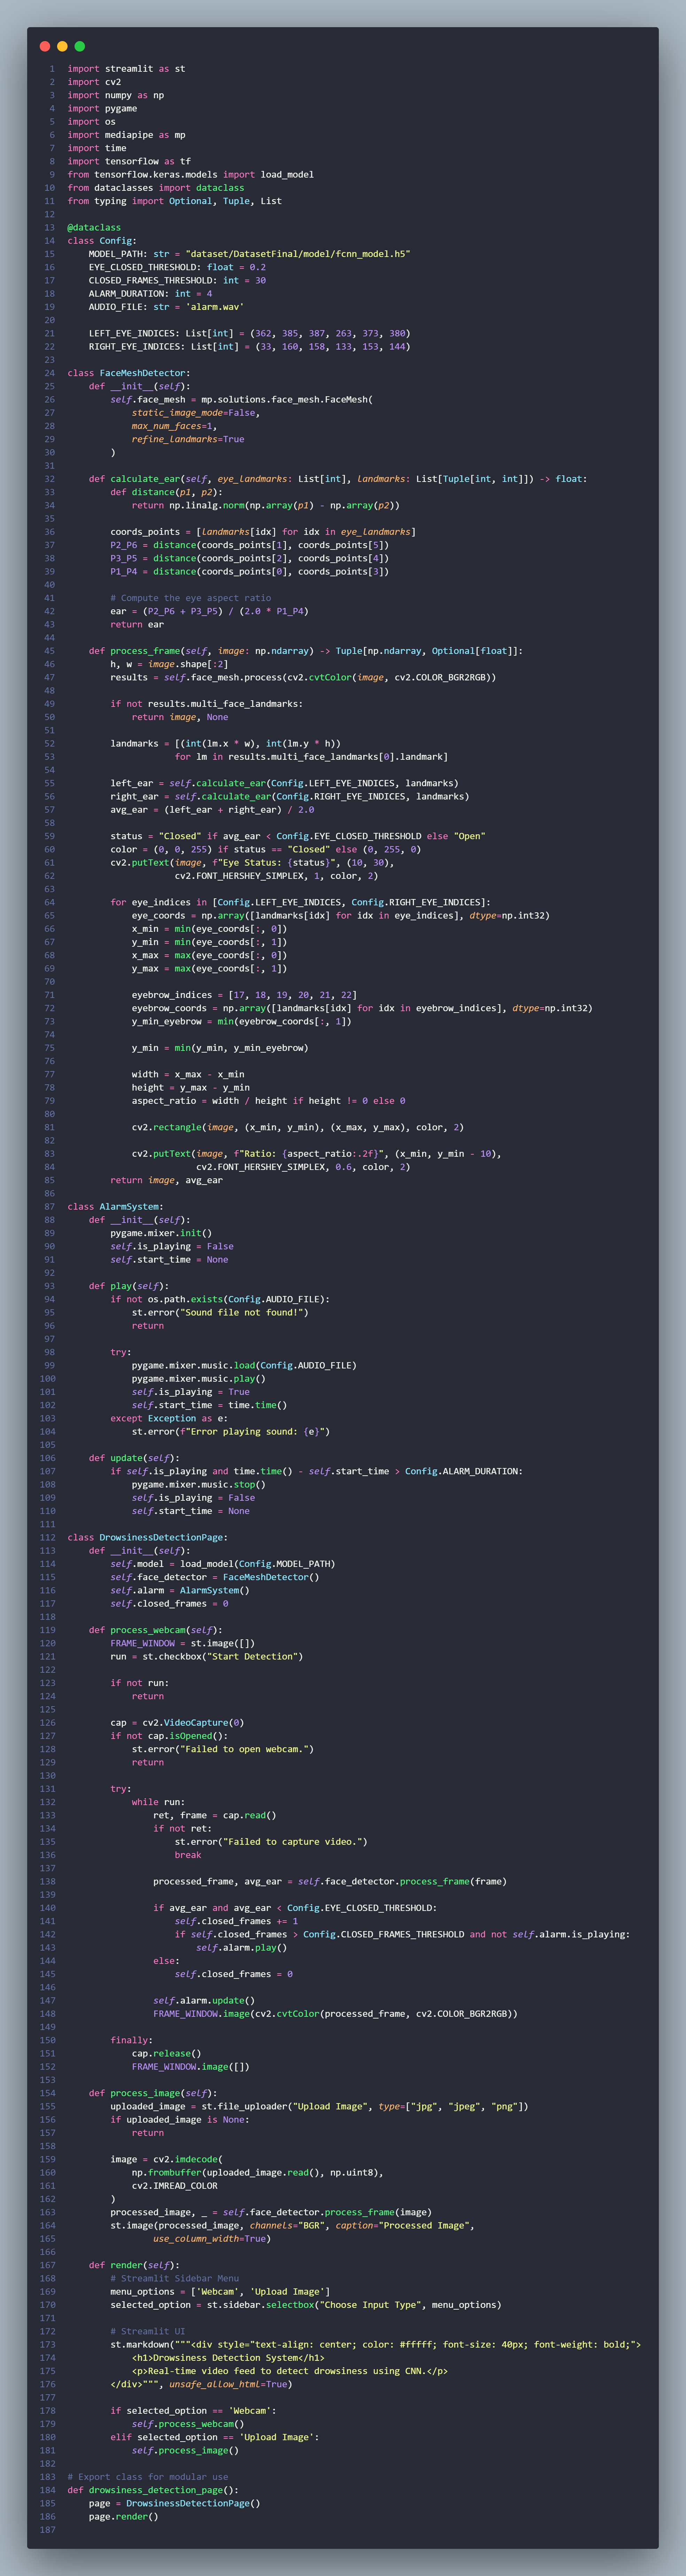 1 import streamlit as st
2 import cv2
3 import numpy as np
4 import pygame
5 import os
6 import mediapipe as mp
7 import time
8 import tensorflow as tf
9 from tensorflow.keras.models import load_model
10 from dataclasses import dataclass
11 from typing import Optional, Tuple, List
12
13 @dataclass
14 class Config:
15     MODEL_PATH: str = "dataset/DatasetFinal/model/fcnn_model.h5"
16     EYE_CLOSED_THRESHOLD: float = 0.2
17     CLOSED_FRAMES_THRESHOLD: int = 30
18     ALARM_DURATION: int = 4
19     AUDIO_FILE: str = 'alarm.wav'
20
21     LEFT_EYE_INDICES: List[int] = (362, 385, 387, 263, 373, 380)
22     RIGHT_EYE_INDICES: List[int] = (33, 160, 158, 133, 153, 144)
23
24 class FaceMeshDetector:
25     def __init__(self):
26         self.face_mesh = mp.solutions.face_mesh.FaceMesh(
27             static_image_mode=False,
28             max_num_faces=1,
29             refine_landmarks=True
30         )
31
32     def calculate_ear(self, eye_landmarks: List[int], landmarks: List[Tuple[int, int]]) -> float:
33         def distance(p1, p2):
34             return np.linalg.norm(np.array(p1) - np.array(p2))
35
36         coords_points = [landmarks[idx] for idx in eye_landmarks]
37         P2_P6 = distance(coords_points[1], coords_points[5])
38         P3_P5 = distance(coords_points[2], coords_points[4])
39         P1_P4 = distance(coords_points[0], coords_points[3])
40
41         # Compute the eye aspect ratio
42         ear = (P2_P6 + P3_P5) / (2.0 * P1_P4)
43         return ear
44
45     def process_frame(self, image: np.ndarray) -> Tuple[np.ndarray, Optional[float]]:
46         h, w = image.shape[:2]
47         results = self.face_mesh.process(cv2.cvtColor(image, cv2.COLOR_BGR2RGB))
48
49         if not results.multi_face_landmarks:
50             return image, None
51
52         landmarks = [(int(lm.x * w), int(lm.y * h))
53                     for lm in results.multi_face_landmarks[0].landmark]
54
55         left_ear = self.calculate_ear(Config.LEFT_EYE_INDICES, landmarks)
56         right_ear = self.calculate_ear(Config.RIGHT_EYE_INDICES, landmarks)
57         avg_ear = (left_ear + right_ear) / 2.0
58
59         status = "Closed" if avg_ear < Config.EYE_CLOSED_THRESHOLD else "Open"
60         color = (0, 0, 255) if status == "Closed" else (0, 255, 0)
61         cv2.putText(image, f"Eye Status: {status}", (10, 30),
62                     cv2.FONT_HERSHEY_SIMPLEX, 1, color, 2)
63
64         for eye_indices in [Config.LEFT_EYE_INDICES, Config.RIGHT_EYE_INDICES]:
65             eye_coords = np.array([landmarks[idx] for idx in eye_indices], dtype=np.int32)
66             x_min = min(eye_coords[:, 0])
67             y_min = min(eye_coords[:, 1])
68             x_max = max(eye_coords[:, 0])
69             y_max = max(eye_coords[:, 1])
70
71             eyebrow_indices = [17, 18, 19, 20, 21, 22]
72             eyebrow_coords = np.array([landmarks[idx] for idx in eyebrow_indices], dtype=np.int32)
73             y_min_eyebrow = min(eyebrow_coords[:, 1])
74
75             y_min = min(y_min, y_min_eyebrow)
76
77             width = x_max - x_min
78             height = y_max - y_min
79             aspect_ratio = width / height if height != 0 else 0
80
81             cv2.rectangle(image, (x_min, y_min), (x_max, y_max), color, 2)
82
83             cv2.putText(image, f"Ratio: {aspect_ratio:.2f}", (x_min, y_min - 10),
84                         cv2.FONT_HERSHEY_SIMPLEX, 0.6, color, 2)
85         return image, avg_ear
86
87 class AlarmSystem:
88     def __init__(self):
89         pygame.mixer.init()
90         self.is_playing = False
91         self.start_time = None
92
93     def play(self):
94         if not os.path.exists(Config.AUDIO_FILE):
95             st.error("Sound file not found!")
96             return
97
98         try:
99             pygame.mixer.music.load(Config.AUDIO_FILE)
100             pygame.mixer.music.play()
101             self.is_playing = True
102             self.start_time = time.time()
103         except Exception as e:
104             st.error(f"Error playing sound: {e}")
105
106     def update(self):
107         if self.is_playing and time.time() - self.start_time > Config.ALARM_DURATION:
108             pygame.mixer.music.stop()
109             self.is_playing = False
110             self.start_time = None
111
112 class DrowsinessDetectionPage:
113     def __init__(self):
114         self.model = load_model(Config.MODEL_PATH)
115         self.face_detector = FaceMeshDetector()
116         self.alarm = AlarmSystem()
117         self.closed_frames = 0
118
119     def process_webcam(self):
120         FRAME_WINDOW = st.image([])
121         run = st.checkbox("Start Detection")
122
123         if not run:
124             return
125
126         cap = cv2.VideoCapture(0)
127         if not cap.isOpened():
128             st.error("Failed to open webcam.")
129             return
130
131         try:
132             while run:
133                 ret, frame = cap.read()
134                 if not ret:
135                     st.error("Failed to capture video.")
136                     break
137
138                 processed_frame, avg_ear = self.face_detector.process_frame(frame)
139
140                 if avg_ear and avg_ear < Config.EYE_CLOSED_THRESHOLD:
141                     self.closed_frames += 1
142                     if self.closed_frames > Config.CLOSED_FRAMES_THRESHOLD and not self.alarm.is_playing:
143                         self.alarm.play()
144                 else:
145                     self.closed_frames = 0
146
147                 self.alarm.update()
148                 FRAME_WINDOW.image(cv2.cvtColor(processed_frame, cv2.COLOR_BGR2RGB))
149
150         finally:
151             cap.release()
152             FRAME_WINDOW.image([])
153
154     def process_image(self):
155         uploaded_image = st.file_uploader("Upload Image", type=["jpg", "jpeg", "png"])
156         if uploaded_image is None:
157             return
158
159         image = cv2.imdecode(
160             np.frombuffer(uploaded_image.read(), np.uint8),
161             cv2.IMREAD_COLOR
162         )
163         processed_image, _ = self.face_detector.process_frame(image)
164         st.image(processed_image, channels="BGR", caption="Processed Image",
165                 use_column_width=True)
166
167     def render(self):
168         # Streamlit Sidebar Menu
169         menu_options = ['Webcam', 'Upload Image']
170         selected_option = st.sidebar.selectbox("Choose Input Type", menu_options)
171
172         # Streamlit UI
173         st.markdown("""<div style="text-align: center; color: #fffff; font-size: 40px; font-weight: bold;">
174             <h1>Drowsiness Detection System</h1>
175             <p>Real-time video feed to detect drowsiness using CNN.</p>
176         </div>""", unsafe_allow_html=True)
177
178         if selected_option == 'Webcam':
179             self.process_webcam()
180         elif selected_option == 'Upload Image':
181             self.process_image()
182
183 # Export class for modular use
184 def drowsiness_detection_page():
185     page = DrowsinessDetectionPage()
186     page.render()
187